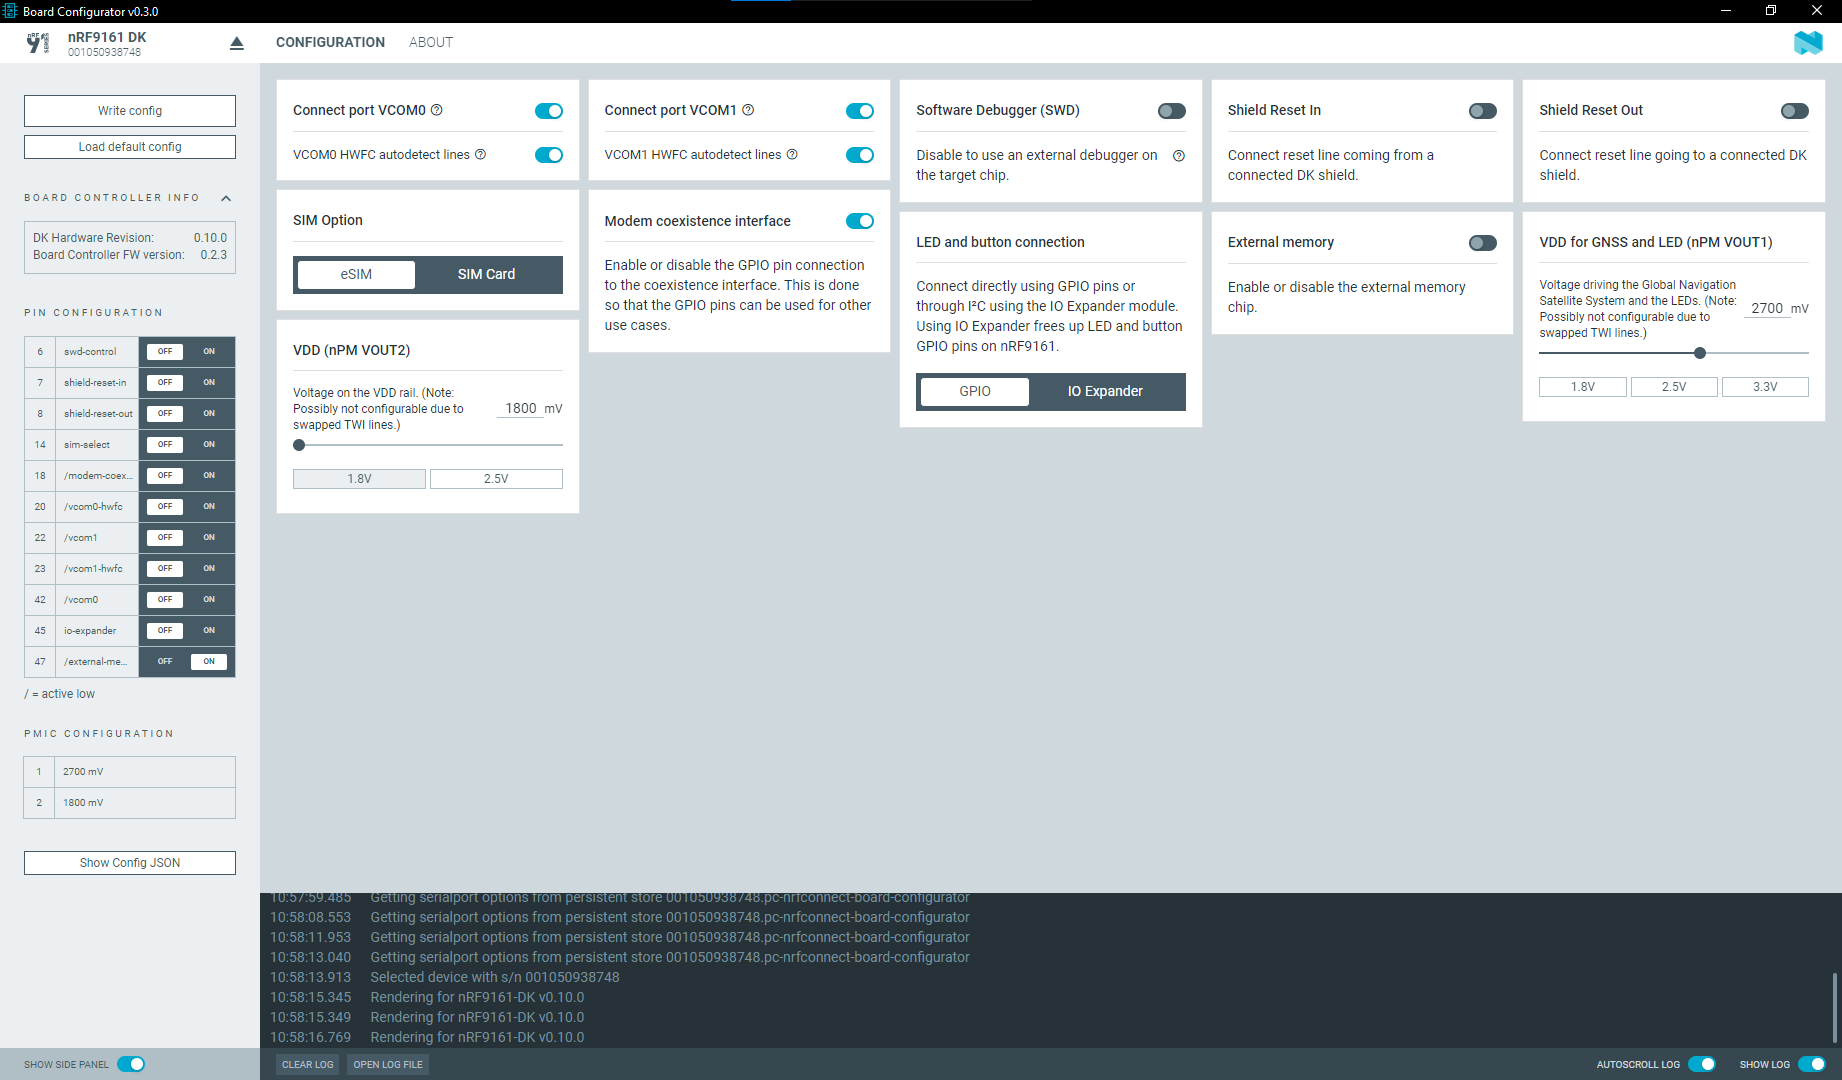 Board Configurator v0.3.0
nRF91 SERIES
nRF9161 DK
001050938748
CONFIGURATION
ABOUT
Write config
Load default config
BOARD CONTROLLER INFO
DK Hardware Revision: 0.10.0
Board Controller FW version: 0.2.3
PIN CONFIGURATION
6 swd-control OFF ON
7 shield-reset-in OFF ON
8 shield-reset-out OFF ON
14 sim-select OFF ON
18 /modem-coex... OFF ON
20 /vcom0-hwfc OFF ON
22 /vcom1 OFF ON
23 /vcom1-hwfc OFF ON
42 /vcom0 OFF ON
45 io-expander OFF ON
47 /external-me... OFF ON
/ = active low
PMIC CONFIGURATION
1 2700 mV
2 1800 mV
Show Config JSON
SHOW SIDE PANEL
Connect port VCOM0
VCOM0 HWFC autodetect lines
SIM Option
eSIM SIM Card
VDD (nPM VOUT2)
Voltage on the VDD rail. (Note:
Possibly not configurable due to
swapped TWI lines.)
1800 mV
1.8V 2.5V
Connect port VCOM1
VCOM1 HWFC autodetect lines
Modem coexistence interface
Enable or disable the GPIO pin connection
to the coexistence interface. This is done
so that the GPIO pins can be used for other
use cases.
Software Debugger (SWD)
Disable to use an external debugger on
the target chip.
LED and button connection
Connect directly using GPIO pins or
through I²C using the IO Expander module.
Using IO Expander frees up LED and button
GPIO pins on nRF9161.
GPIO IO Expander
Shield Reset In
Connect reset line coming from a
connected DK shield.
External memory
Enable or disable the external memory
chip.
Shield Reset Out
Connect reset line going to a connected DK
shield.
VDD for GNSS and LED (nPM VOUT1)
Voltage driving the Global Navigation
Satellite System and the LEDs. (Note:
Possibly not configurable due to
swapped TWI lines.)
2700 mV
1.8V 2.5V 3.3V
10:57:59.485 Getting serialport options from persistent store 001050938748.pc-nrfconnect-board-configurator
10:58:08.553 Getting serialport options from persistent store 001050938748.pc-nrfconnect-board-configurator
10:58:11.953 Getting serialport options from persistent store 001050938748.pc-nrfconnect-board-configurator
10:58:13.040 Getting serialport options from persistent store 001050938748.pc-nrfconnect-board-configurator
10:58:13.913 Selected device with s/n 001050938748
10:58:15.345 Rendering for nRF9161-DK v0.10.0
10:58:15.349 Rendering for nRF9161-DK v0.10.0
10:58:16.769 Rendering for nRF9161-DK v0.10.0
CLEAR LOG OPEN LOG FILE
AUTOSCROLL LOG SHOW LOG